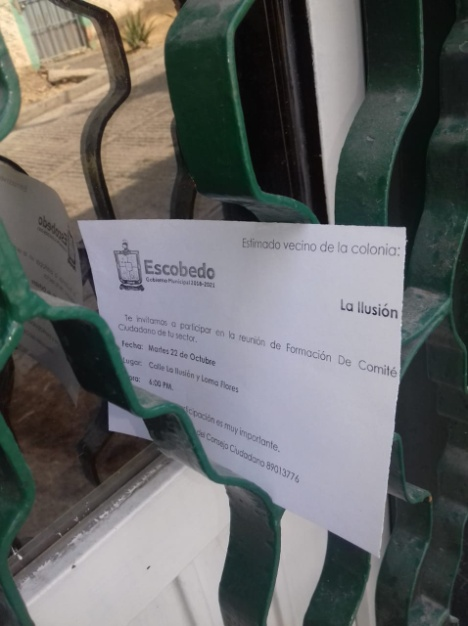 Estimado vecino de la colonia:
Escobedo
Gobierno Municipal 2018-2021
La Ilusión
Te invitamos a participar en la reunión de Formación De Comité
Ciudadano de tu sector.
Fecha: Martes 22 de Octubre
Lugar: Calle La Ilusión y Loma Flores
6:00 PM.
participación es muy importante.
Consejo Ciudadano 89013776
Escobedo